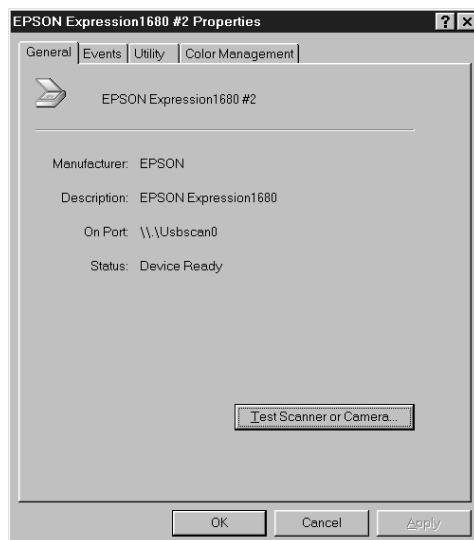 EPSON Expression1680 #2 Properties
General Events Utility Color Management
EPSON Expression1680 #2
Manufacturer: EPSON
Description: EPSON Expression1680
On Port: \\.\Usbscan0
Status: Device Ready
Test Scanner or Camera...
OK Cancel Apply